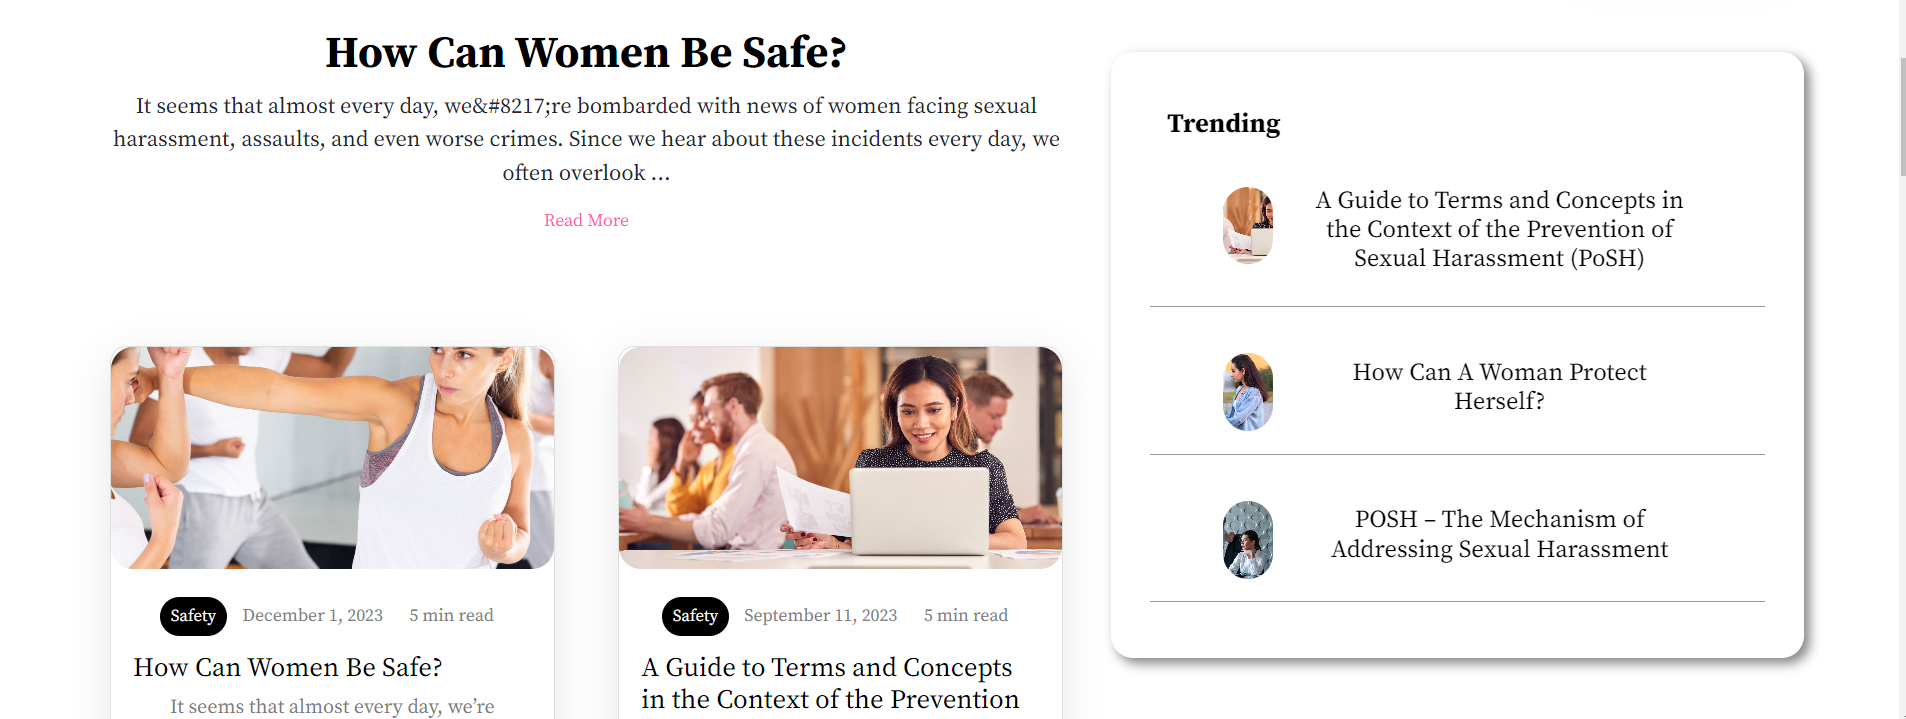 How Can Women Be Safe?
It seems that almost every day, we&#8217;re bombarded with news of women facing sexual
harassment, assaults, and even worse crimes. Since we hear about these incidents every day, we
often overlook …
Read More
Safety December 1, 2023 5 min read
How Can Women Be Safe?
It seems that almost every day, we’re
Safety September 11, 2023 5 min read
A Guide to Terms and Concepts
in the Context of the Prevention
Trending
A Guide to Terms and Concepts in
the Context of the Prevention of
Sexual Harassment (PoSH)
How Can A Woman Protect
Herself?
POSH – The Mechanism of
Addressing Sexual Harassment